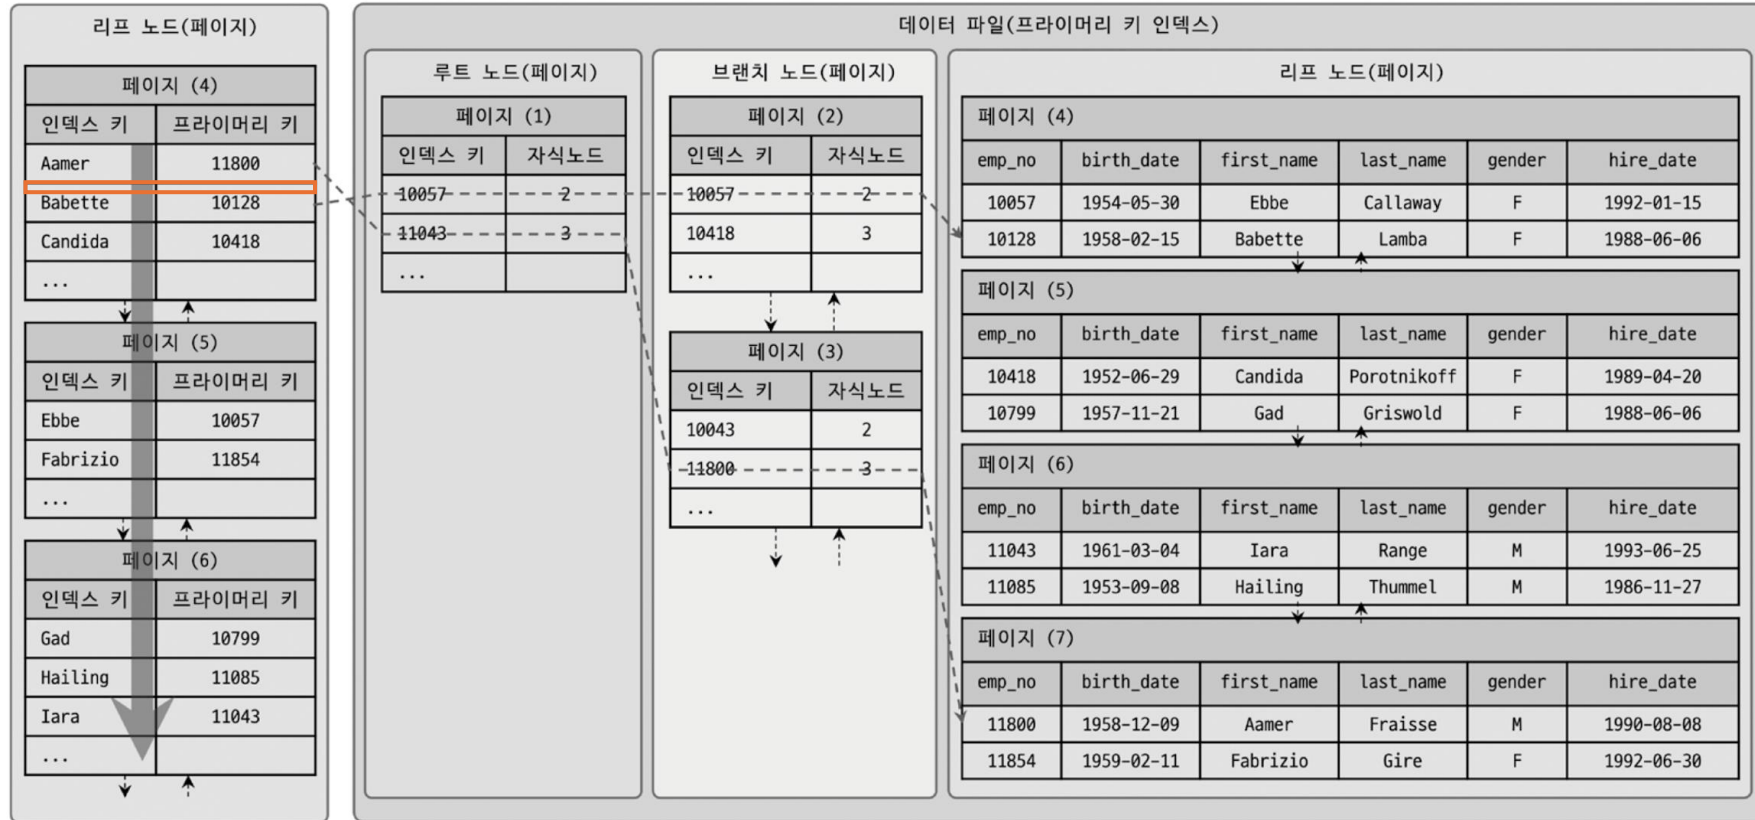 리프 노드(페이지)
페이지 (4)
인덱스 키 프라이머리 키
Aamer 11800
Babette 10128
Candida 10418
...
페이지 (5)
인덱스 키 프라이머리 키
Ebbe 10057
Fabrizio 11854
...
페이지 (6)
인덱스 키 프라이머리 키
Gad 10799
Hailing 11085
Iara 11043
...
데이터 파일(프라이머리 키 인덱스)
루트 노드(페이지)
페이지 (1)
인덱스 키 자식노드
10057 2
11043 3
...
브랜치 노드(페이지)
페이지 (2)
인덱스 키 자식노드
10057 2
10418 3
...
페이지 (3)
인덱스 키 자식노드
10043 2
11800 3
...
리프 노드(페이지)
페이지 (4)
emp_no birth_date first_name last_name gender hire_date
10057 1954-05-30 Ebbe Callaway F 1992-01-15
10128 1958-02-15 Babette Lamba F 1988-06-06
페이지 (5)
emp_no birth_date first_name last_name gender hire_date
10418 1952-06-29 Candida Porotnikoff F 1989-04-20
10799 1957-11-21 Gad Griswold F 1988-06-06
페이지 (6)
emp_no birth_date first_name last_name gender hire_date
11043 1961-03-04 Iara Range M 1993-06-25
11085 1953-09-08 Hailing Thummel M 1986-11-27
페이지 (7)
emp_no birth_date first_name last_name gender hire_date
11800 1958-12-09 Aamer Fraisse M 1990-08-08
11854 1959-02-11 Fabrizio Gire F 1992-06-30